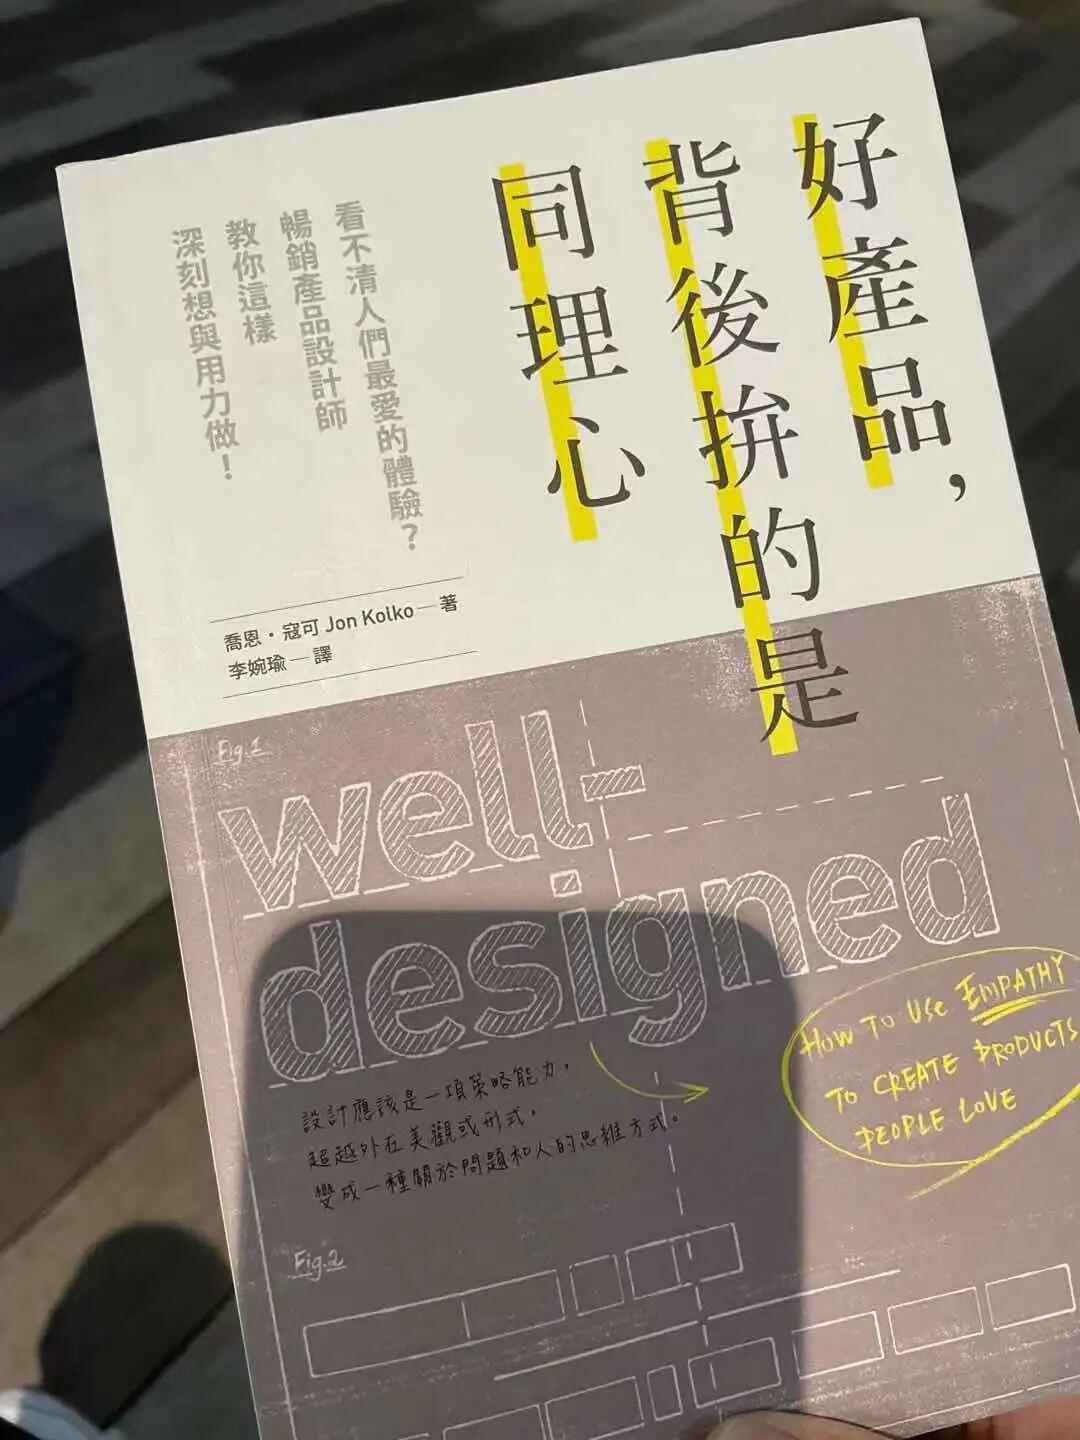 好產品，
背後拚的是
同理心
看不清人們最愛的體驗？
暢銷產品設計師
教你這樣
深刻想與用力做！
喬恩・寇可 Jon Kolko—著
李婉瑜—譯
Fig.1
well-
designed
HOW TO USE EMPATHY
TO CREATE PRODUCTS
PEOPLE LOVE
設計應該是一項策略能力，
超越外在美觀或形式，
變成一種關於問題和人的思維方式。
Fig.2